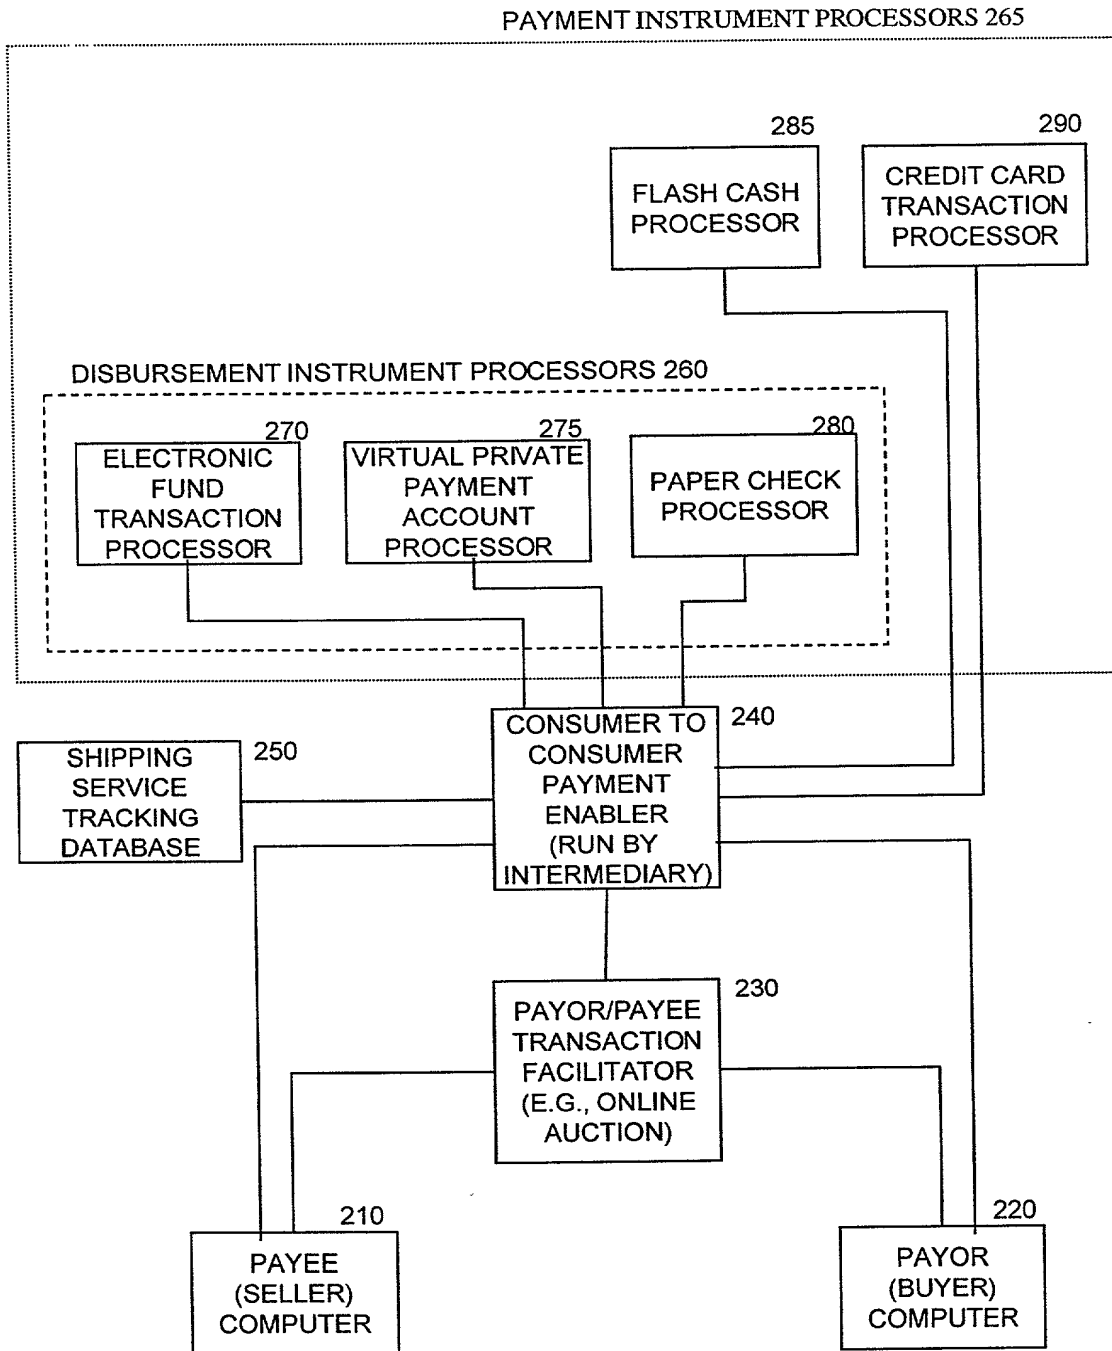 PAYMENT INSTRUMENT PROCESSORS 265
285
FLASH CASH
PROCESSOR
290
CREDIT CARD
TRANSACTION
PROCESSOR
DISBURSEMENT INSTRUMENT PROCESSORS 260
270
ELECTRONIC
FUND
TRANSACTION
PROCESSOR
275
VIRTUAL PRIVATE
PAYMENT
ACCOUNT
PROCESSOR
280
PAPER CHECK
PROCESSOR
240
CONSUMER TO
CONSUMER
PAYMENT
ENABLER
(RUN BY
INTERMEDIARY)
250
SHIPPING
SERVICE
TRACKING
DATABASE
230
PAYOR/PAYEE
TRANSACTION
FACILITATOR
(E.G., ONLINE
AUCTION)
210
PAYEE
(SELLER)
COMPUTER
220
PAYOR
(BUYER)
COMPUTER